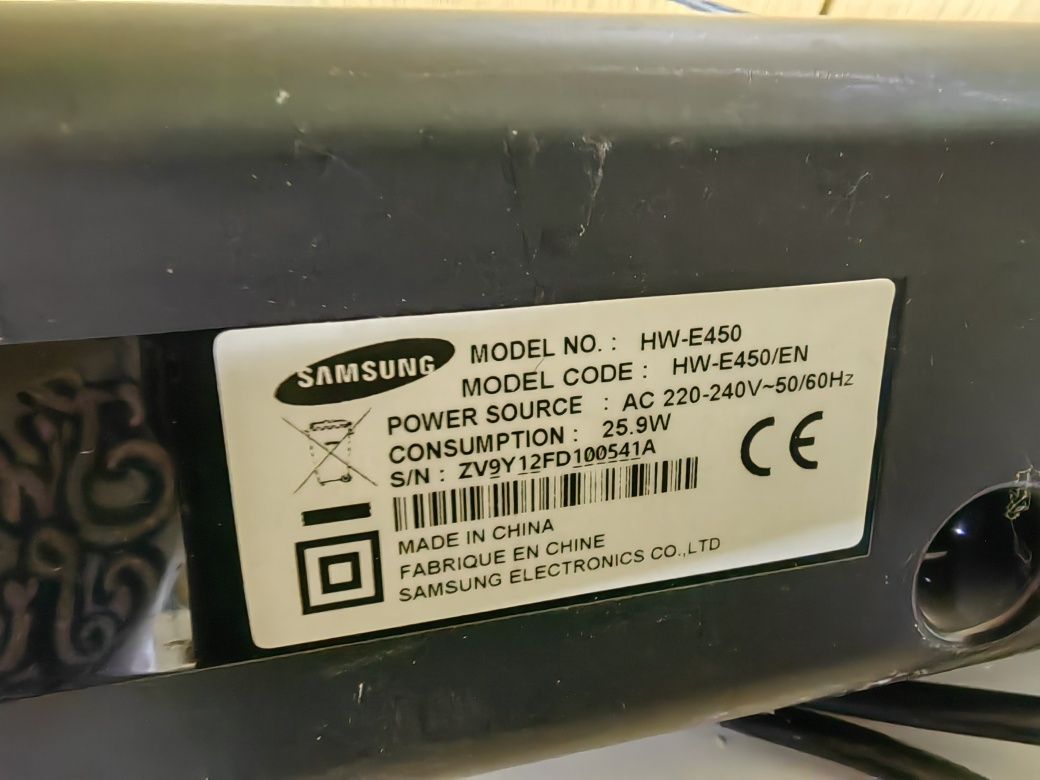 SAMSUNG
MODEL NO. : HW-E450
MODEL CODE : HW-E450/EN
POWER SOURCE : AC 220-240V~50/60Hz
CONSUMPTION : 25.9W
S/N : ZV9Y12FD100541A
CE
MADE IN CHINA
FABRIQUE EN CHINE
SAMSUNG ELECTRONICS CO.,LTD